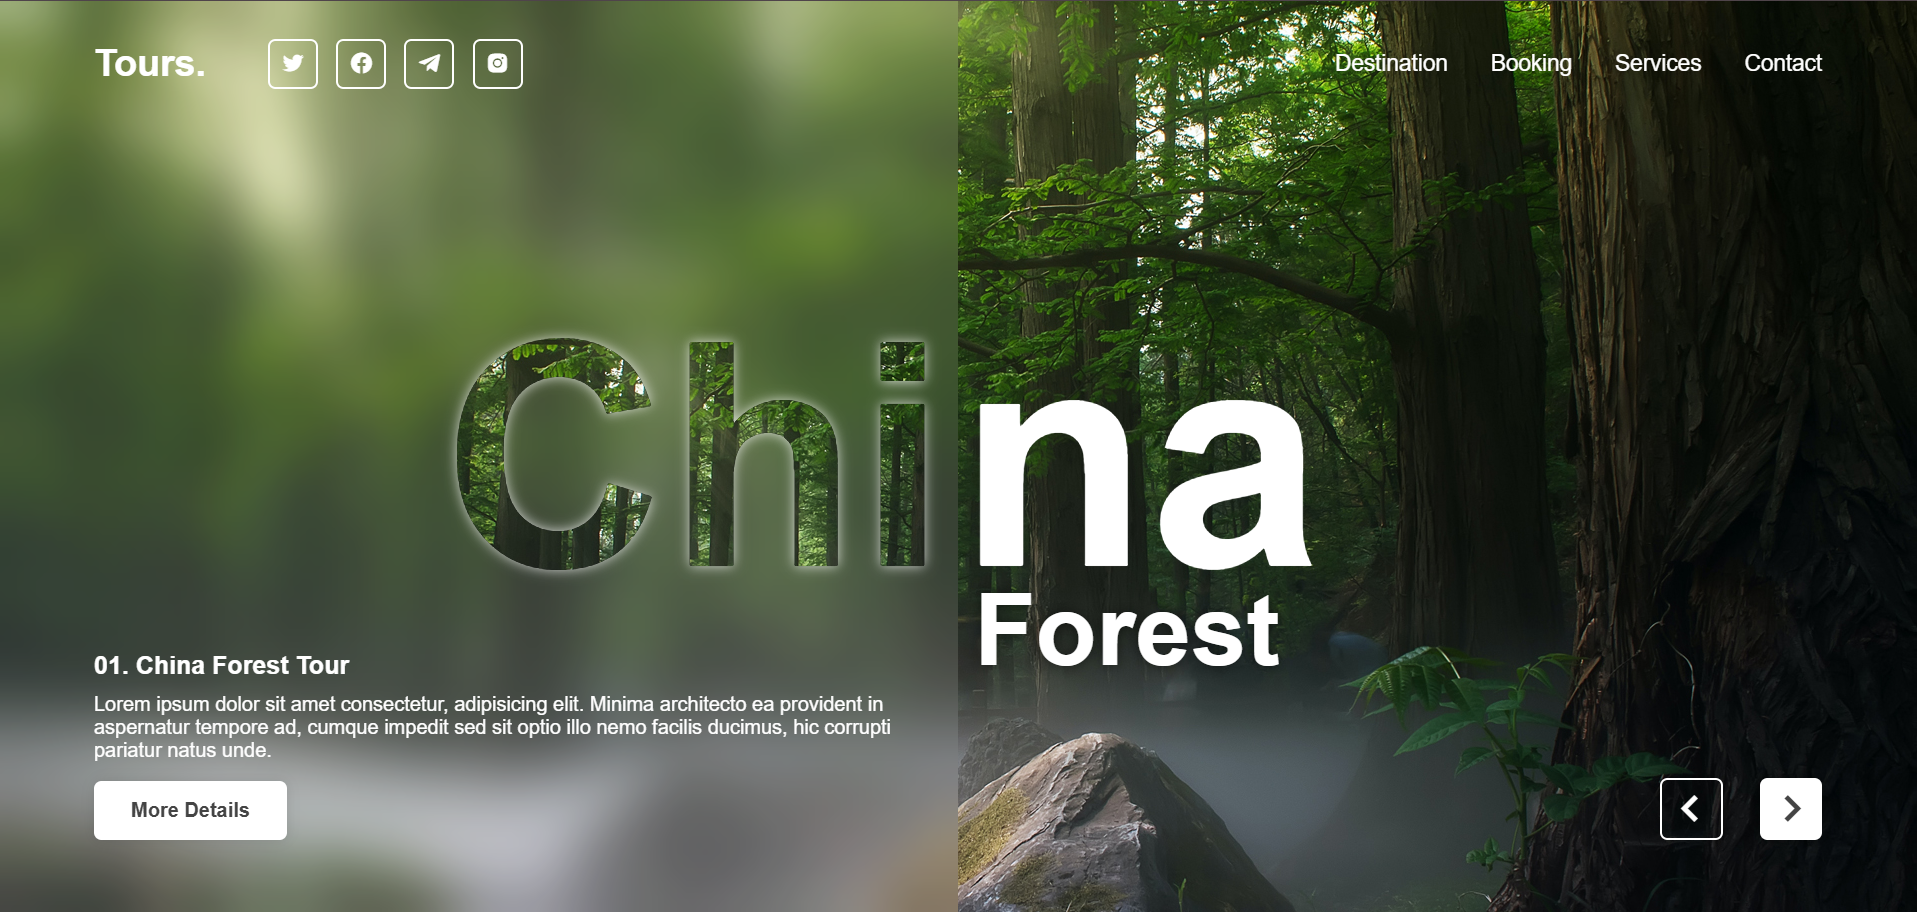 Tours.
Destination Booking Services Contact
China
Forest
01. China Forest Tour
Lorem ipsum dolor sit amet consectetur, adipisicing elit. Minima architecto ea provident in
aspernatur tempore ad, cumque impedit sed sit optio illo nemo facilis ducimus, hic corrupti
pariatur natus unde.
More Details